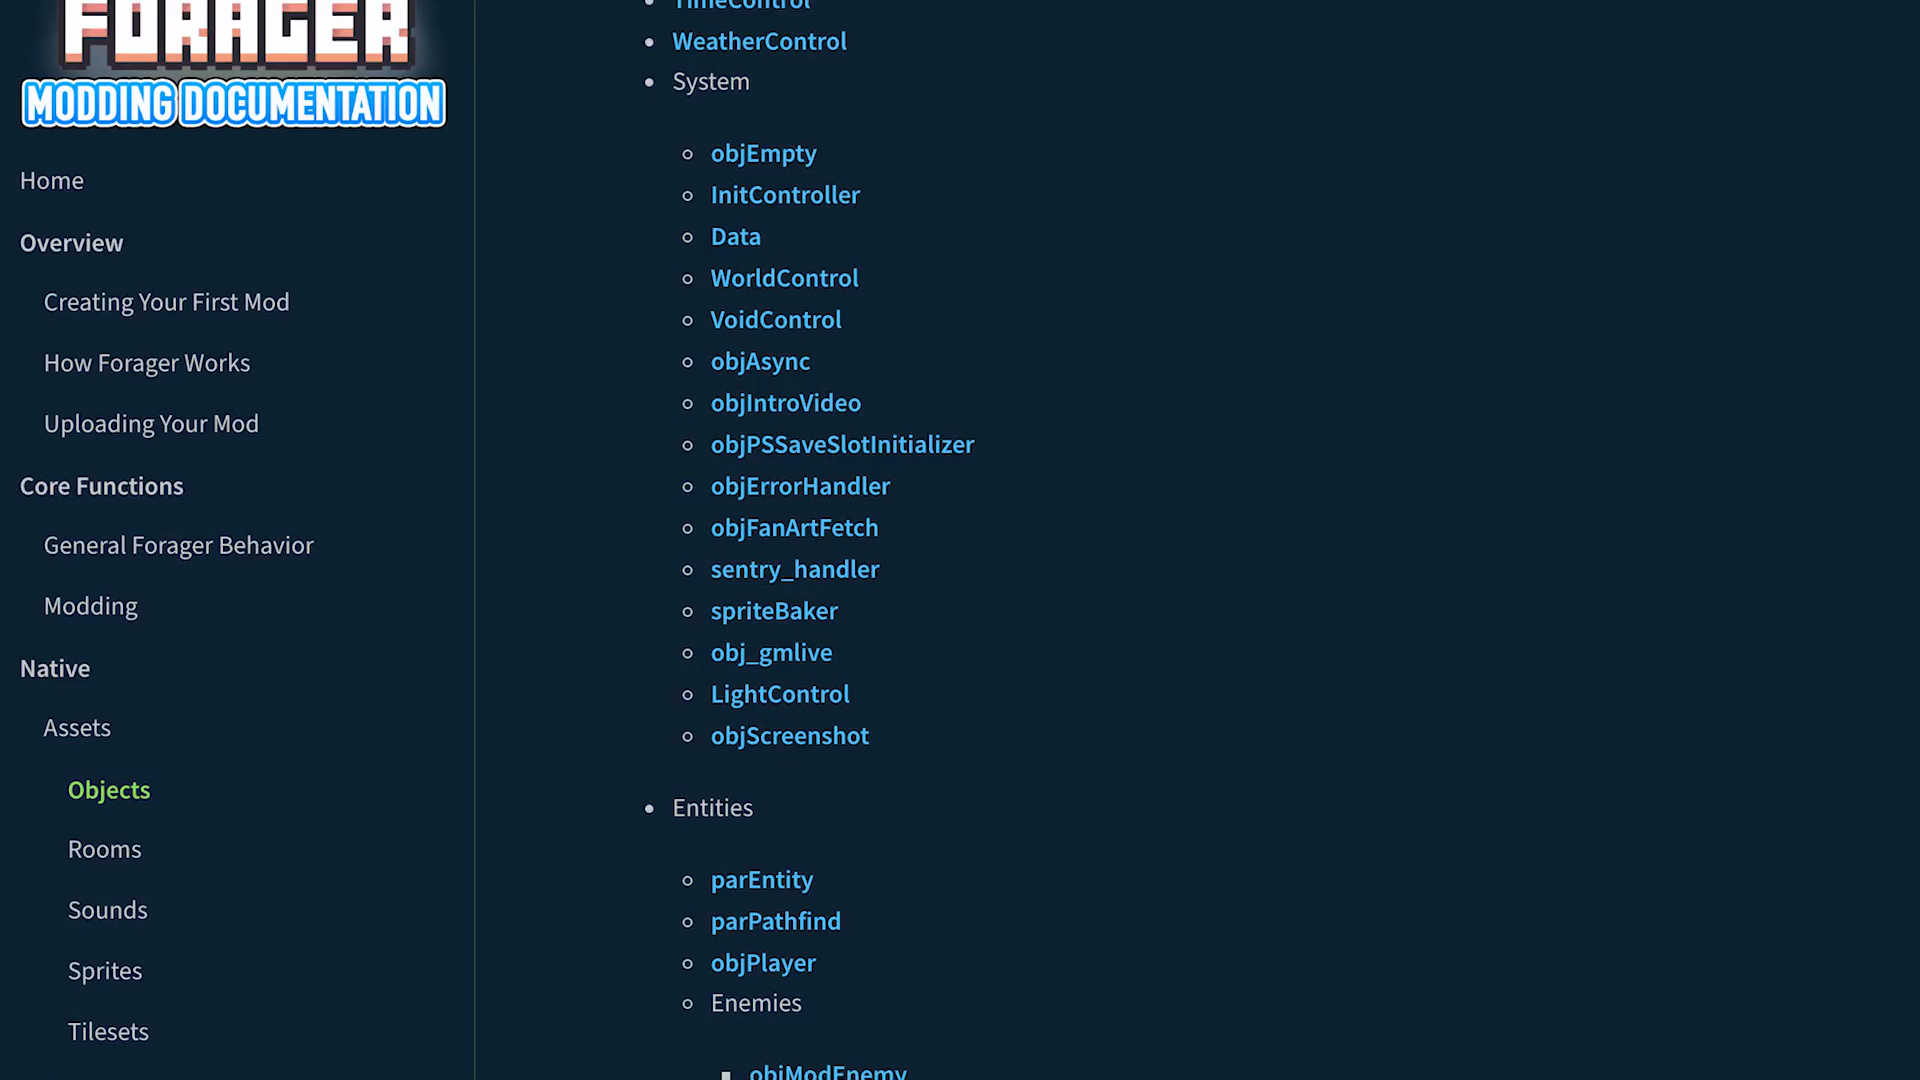 FORAGER
MODDING DOCUMENTATION
Home
Overview
Creating Your First Mod
How Forager Works
Uploading Your Mod
Core Functions
General Forager Behavior
Modding
Native
Assets
Objects
Rooms
Sounds
Sprites
Tilesets
TimeControl
WeatherControl
System
objEmpty
InitController
Data
WorldControl
VoidControl
objAsync
objIntroVideo
objPSSaveSlotInitializer
objErrorHandler
objFanArtFetch
sentry_handler
spriteBaker
obj_gmlive
LightControl
objScreenshot
Entities
parEntity
parPathfind
objPlayer
Enemies
objModEnemy